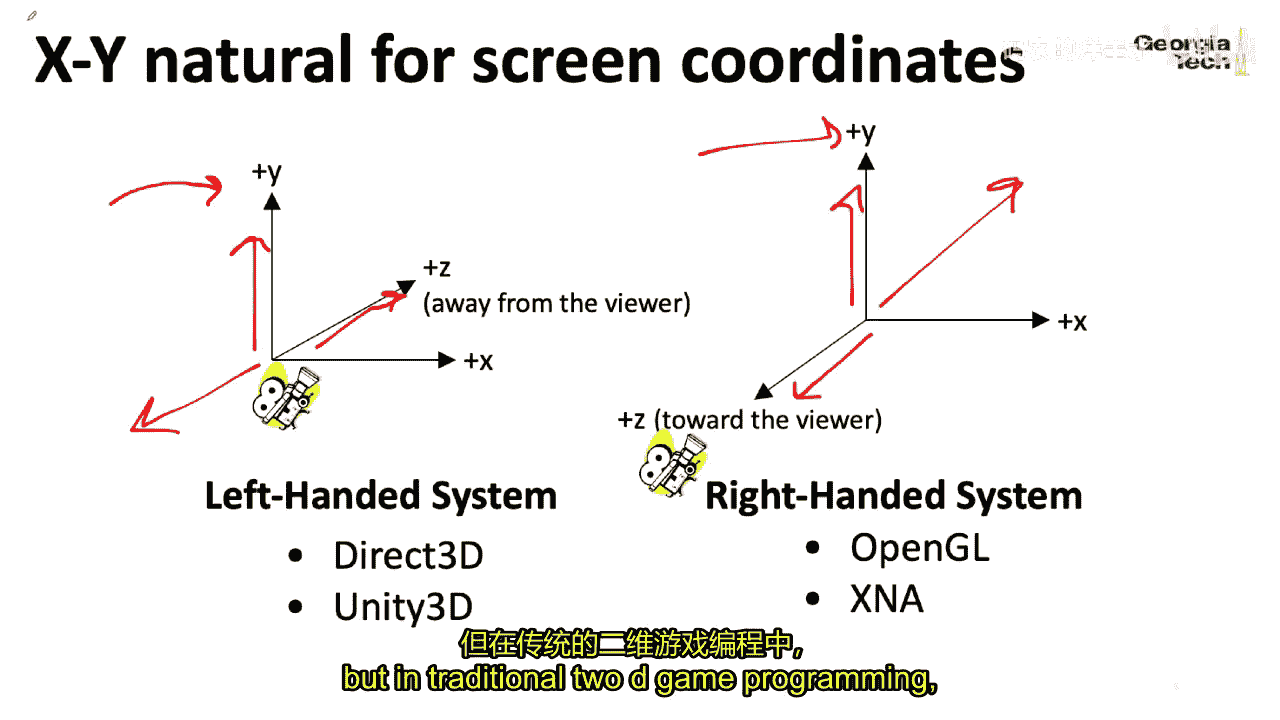 X-Y natural for screen coordinates
Georgia
Tech
+y
+z
(away from the viewer)
+x
+y
+x
+z (toward the viewer)
Left-Handed System
• Direct3D
• Unity3D
Right-Handed System
• OpenGL
• XNA
但在传统的二维游戏编程中,
but in traditional two d game programming,